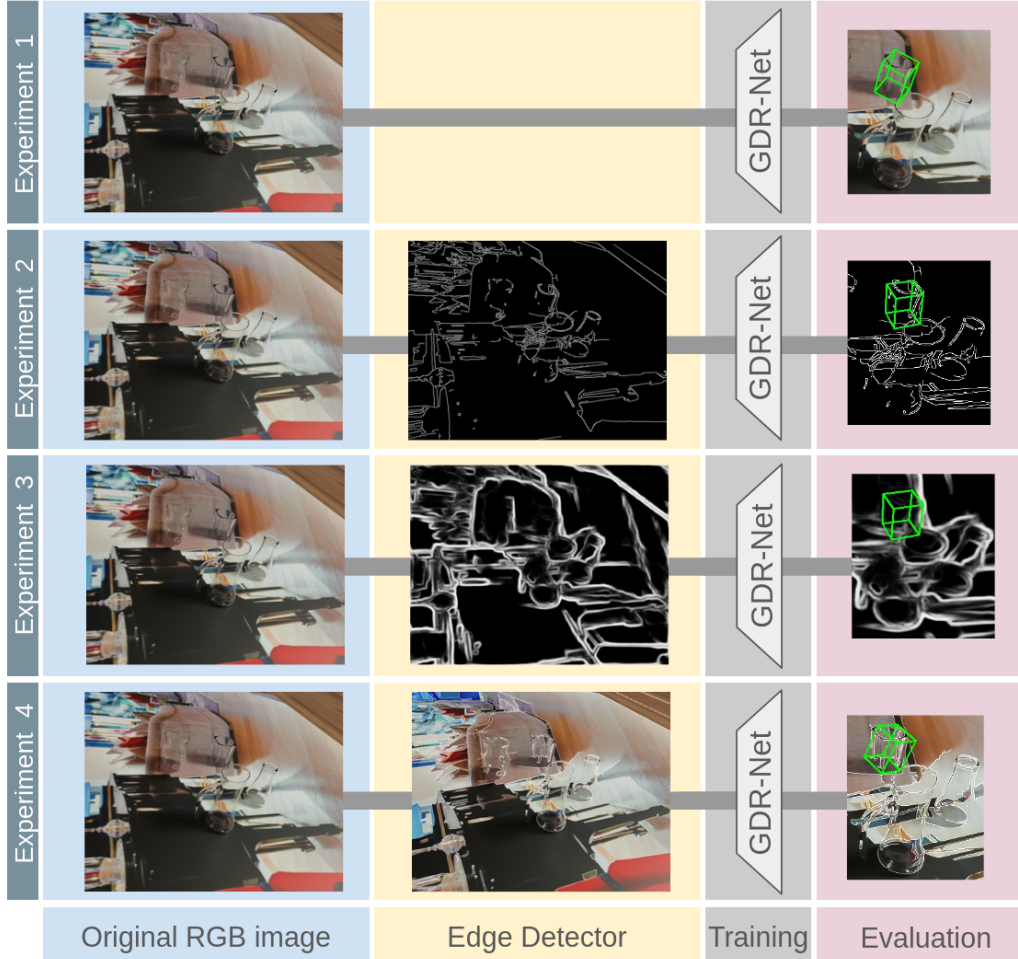 Experiment 1
GDR-Net
Experiment 2
GDR-Net
Experiment 3
GDR-Net
Experiment 4
GDR-Net
Original RGB image
Edge Detector
Training
Evaluation